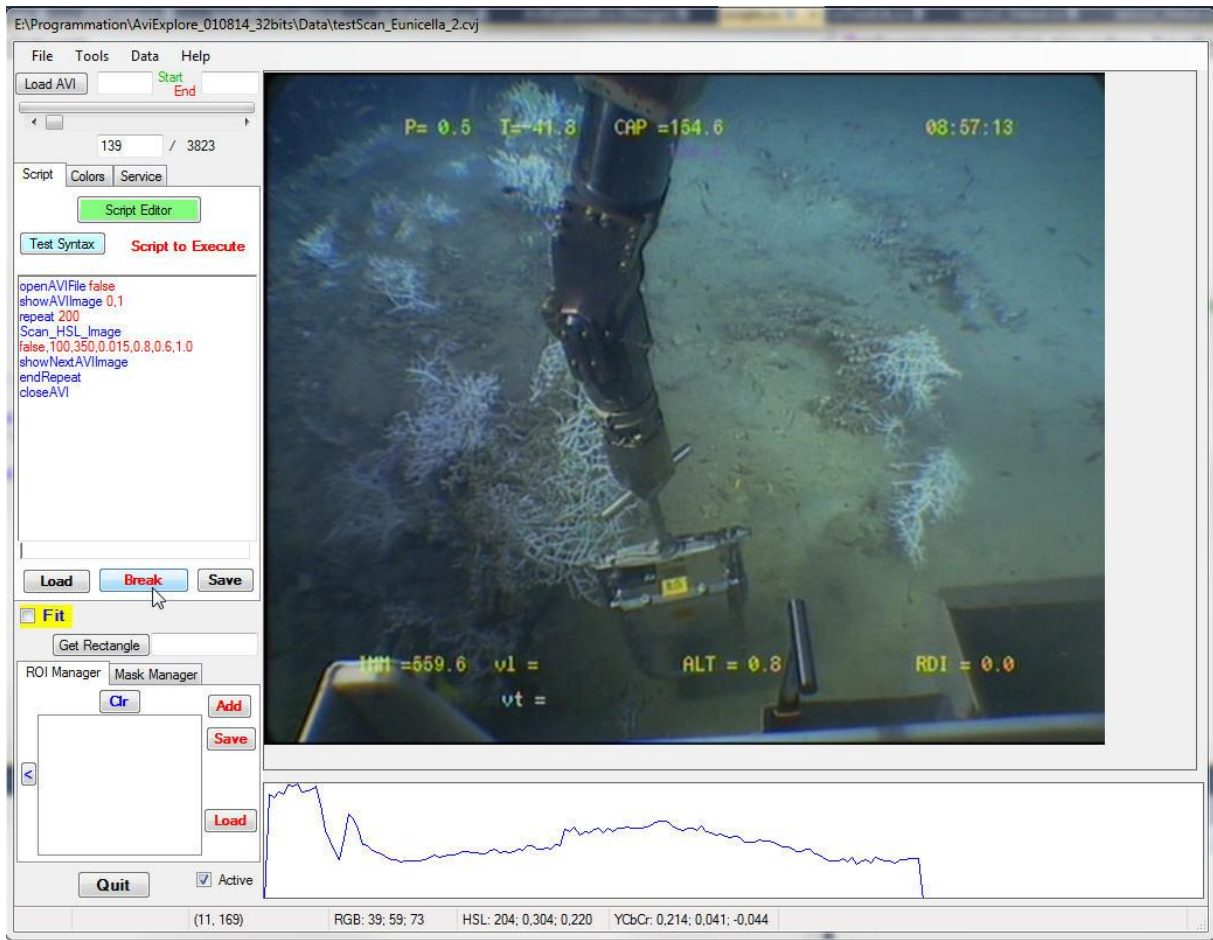 E:\Programmation\AviExplore_010814_32bits\Data\testScan_Eunicella_2.cvj
File Tools Data Help
Load AVI Start
End
139 / 3823
Script Colors Service
Script Editor
Test Syntax Script to Execute
openAVIFile false
showAVIImage 0,1
repeat 200
Scan_HSL_Image
false,100,350,0.015,0.8,0.6,1.0
showNextAVIImage
endRepeat
closeAVI
Load Break Save
Fit
Get Rectangle
ROI Manager Mask Manager
Clr
Add
Save
<
Load
Quit Active
P= 0.5 T=-41.8 CAP =154.6 08:57:13
IMM =559.6 vl = ALT = 0.8 RDI = 0.0
vt =
(11, 169) RGB: 39; 59; 73 HSL: 204; 0,304; 0,220 YCbCr: 0,214; 0,041; -0,044